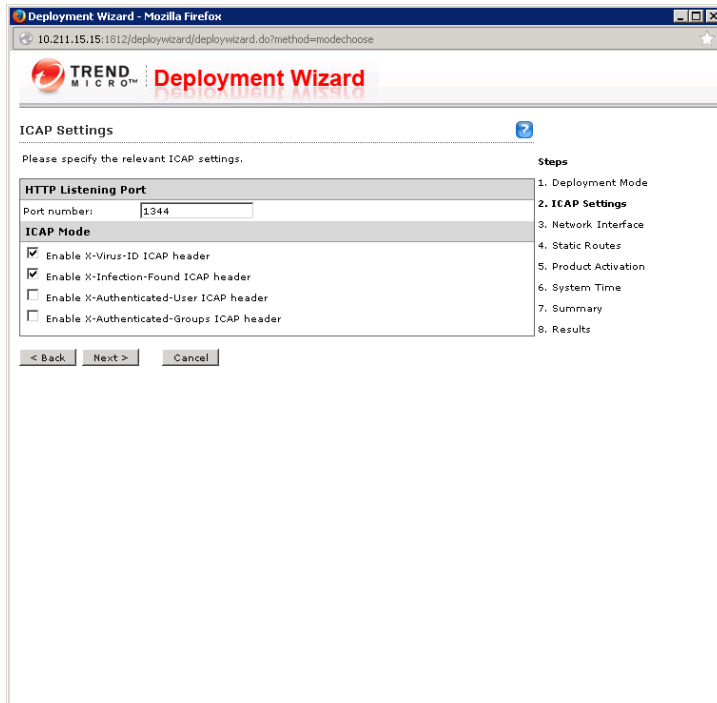 Deployment Wizard - Mozilla Firefox
10.211.15.15:1812/deploywizard/deploywizard.do?method=modechoose
TREND MICRO™ Deployment Wizard
ICAP Settings
?
Please specify the relevant ICAP settings.
HTTP Listening Port
Port number: 1344
ICAP Mode
Enable X-Virus-ID ICAP header
Enable X-Infection-Found ICAP header
Enable X-Authenticated-User ICAP header
Enable X-Authenticated-Groups ICAP header
< Back Next > Cancel
Steps
1. Deployment Mode
2. ICAP Settings
3. Network Interface
4. Static Routes
5. Product Activation
6. System Time
7. Summary
8. Results